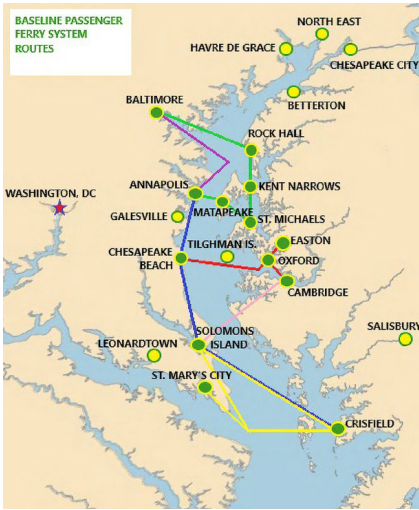 BASELINE PASSENGER
FERRY SYSTEM
ROUTES
NORTH EAST
HAVRE DE GRACE
CHESAPEAKE CITY
BETTERTON
BALTIMORE
ROCK HALL
ANNAPOLIS
KENT NARROWS
WASHINGTON, DC
GALESVILLE
MATAPEAKE
ST. MICHAELS
TILGHMAN IS.
EASTON
CHESAPEAKE
BEACH
OXFORD
CAMBRIDGE
SOLOMONS
ISLAND
SALISBURY
LEONARDTOWN
ST. MARY'S CITY
CRISFIELD